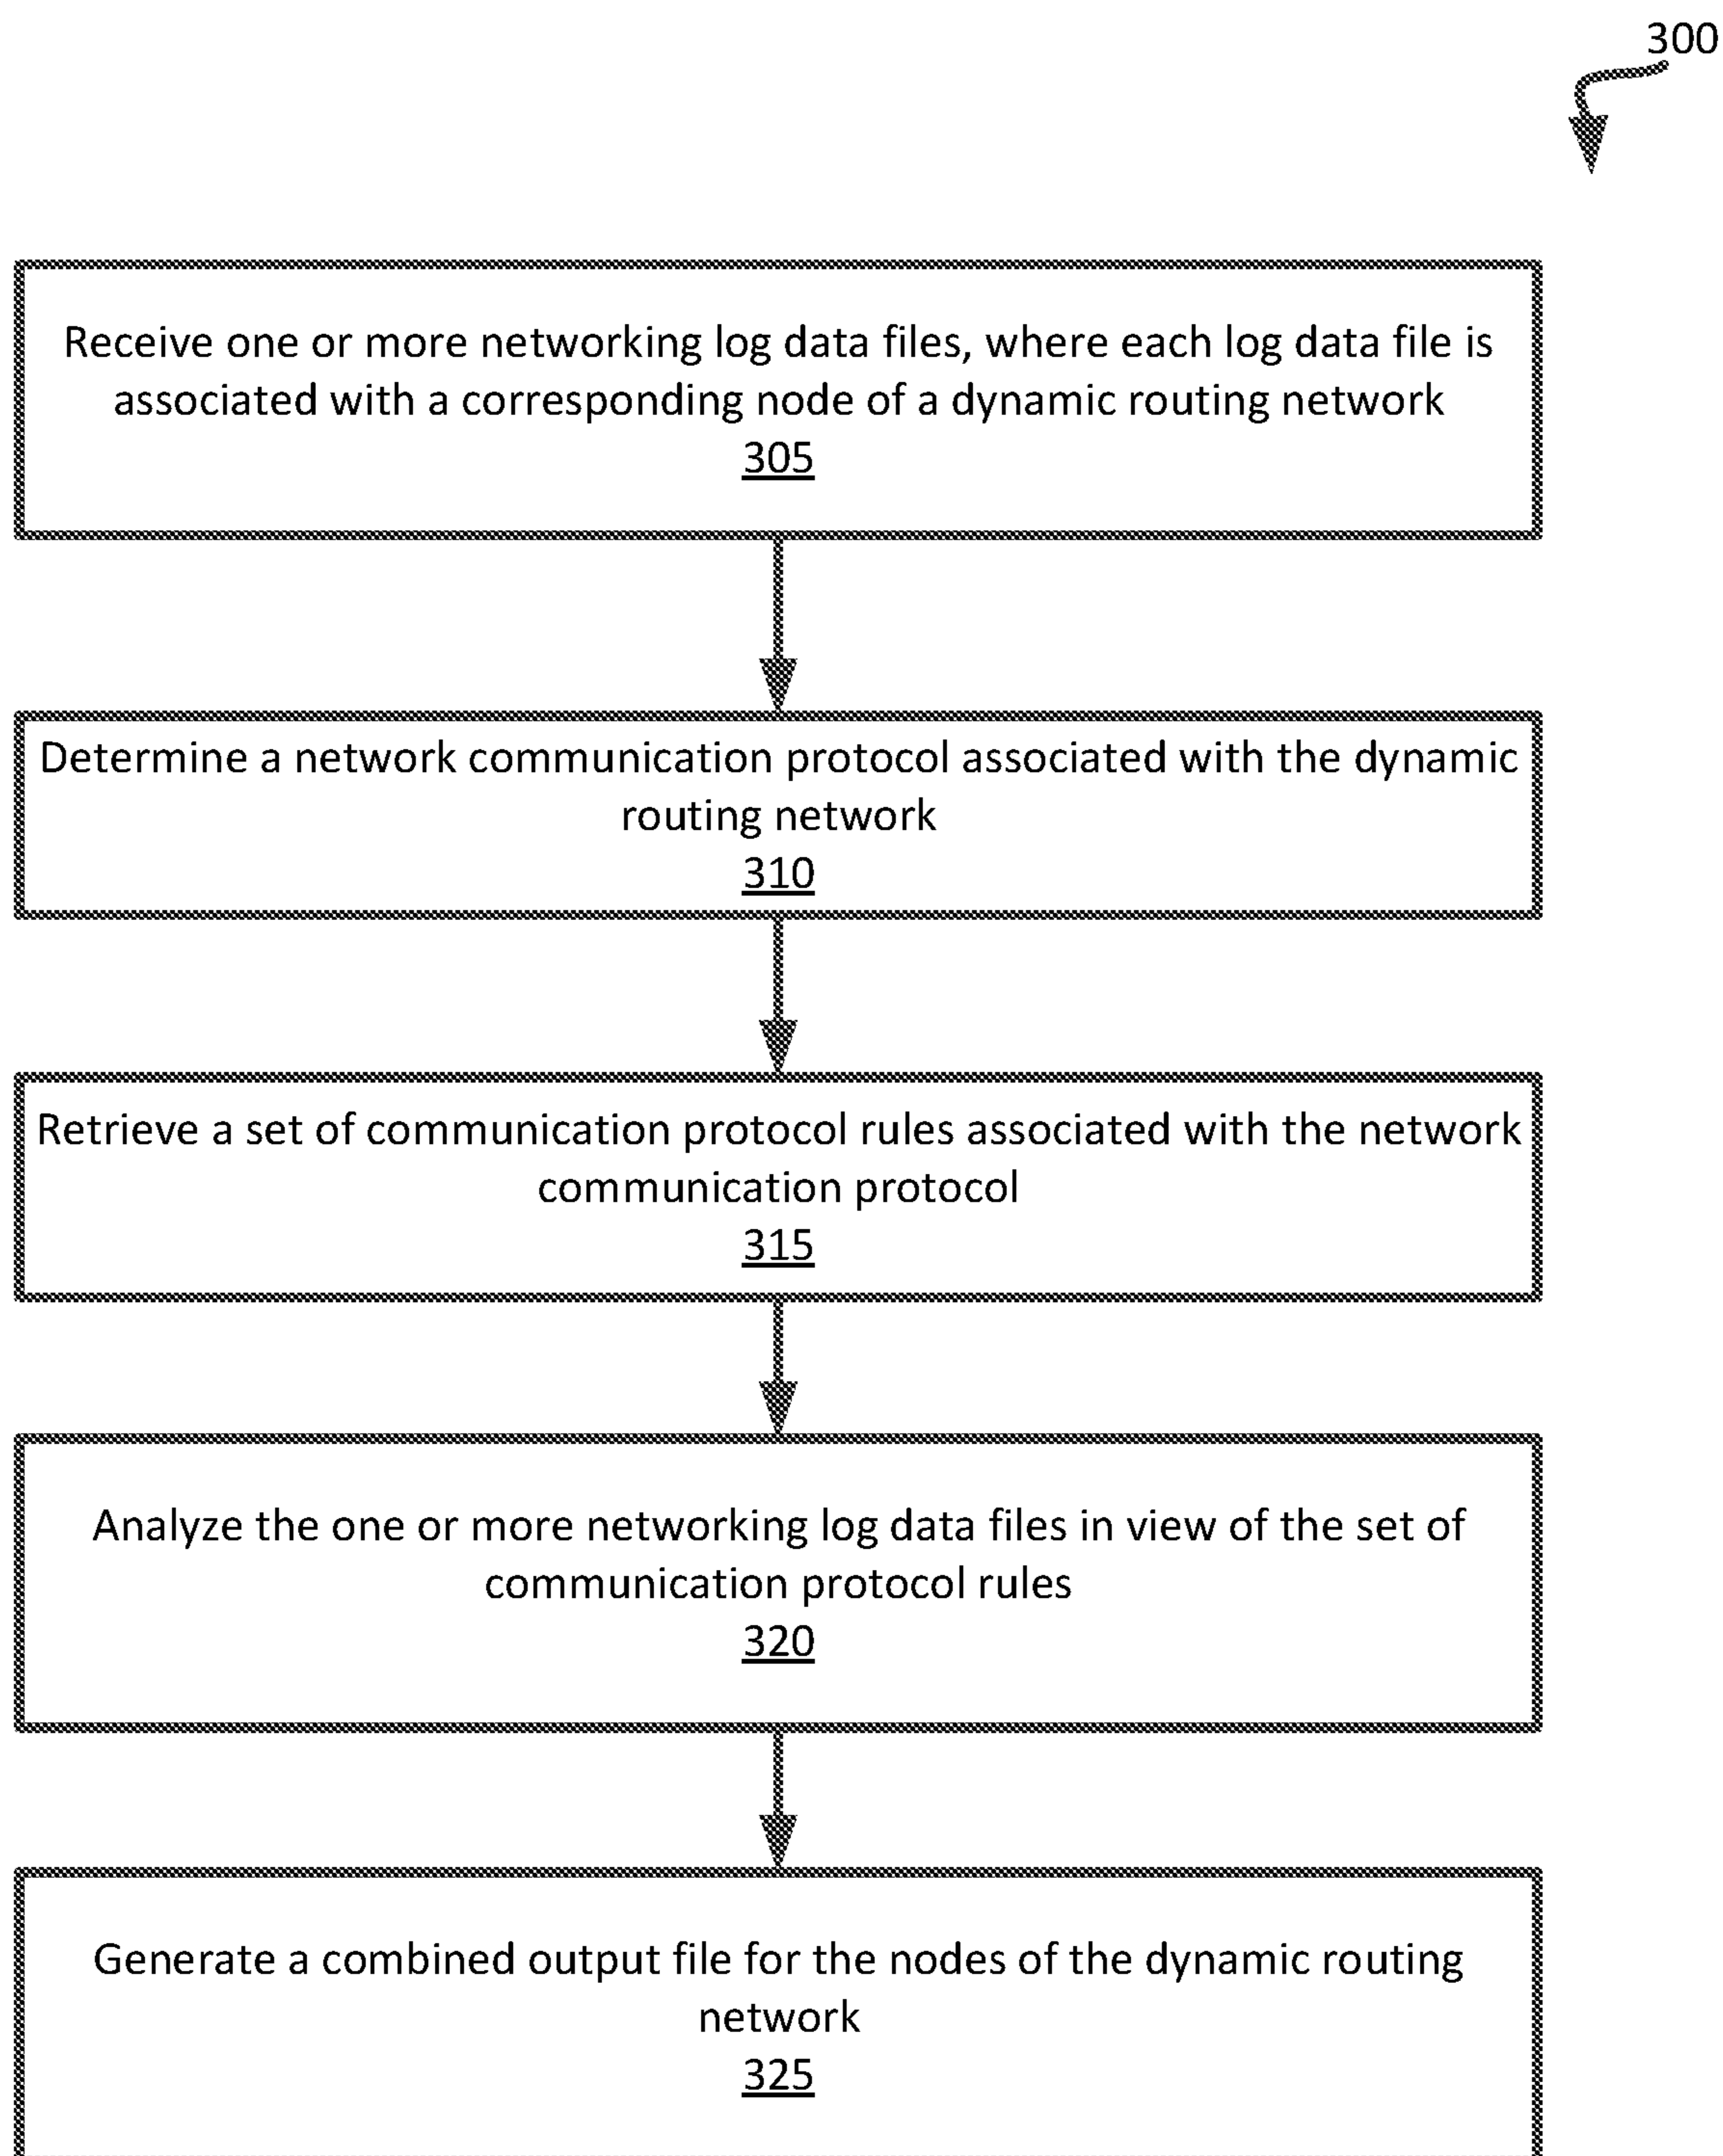 300
Receive one or more networking log data files, where each log data file is
associated with a corresponding node of a dynamic routing network
305
Determine a network communication protocol associated with the dynamic
routing network
310
Retrieve a set of communication protocol rules associated with the network
communication protocol
315
Analyze the one or more networking log data files in view of the set of
communication protocol rules
320
Generate a combined output file for the nodes of the dynamic routing
network
325